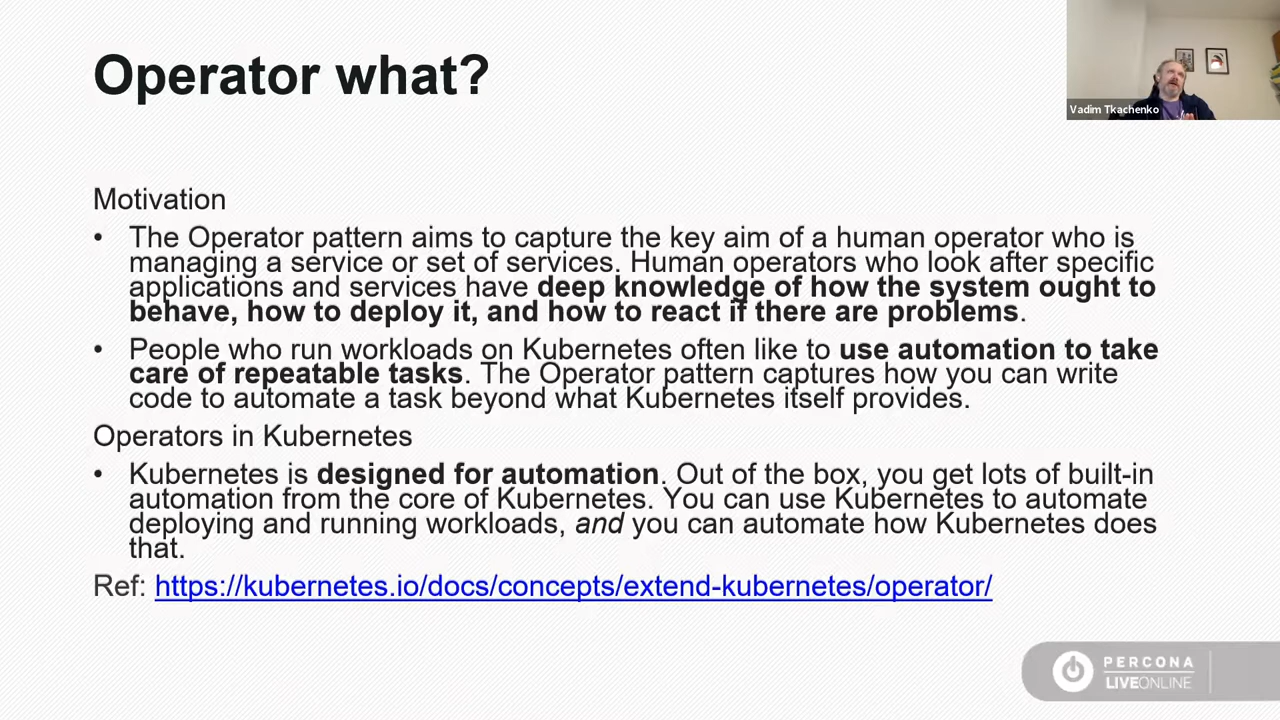 Operator what?
Vadim Tkachenko
Motivation
• The Operator pattern aims to capture the key aim of a human operator who is
managing a service or set of services. Human operators who look after specific
applications and services have deep knowledge of how the system ought to
behave, how to deploy it, and how to react if there are problems.
• People who run workloads on Kubernetes often like to use automation to take
care of repeatable tasks. The Operator pattern captures how you can write
code to automate a task beyond what Kubernetes itself provides.
Operators in Kubernetes
• Kubernetes is designed for automation. Out of the box, you get lots of built-in
automation from the core of Kubernetes. You can use Kubernetes to automate
deploying and running workloads, and you can automate how Kubernetes does
that.
Ref: https://kubernetes.io/docs/concepts/extend-kubernetes/operator/
PERCONA
LIVEONLINE